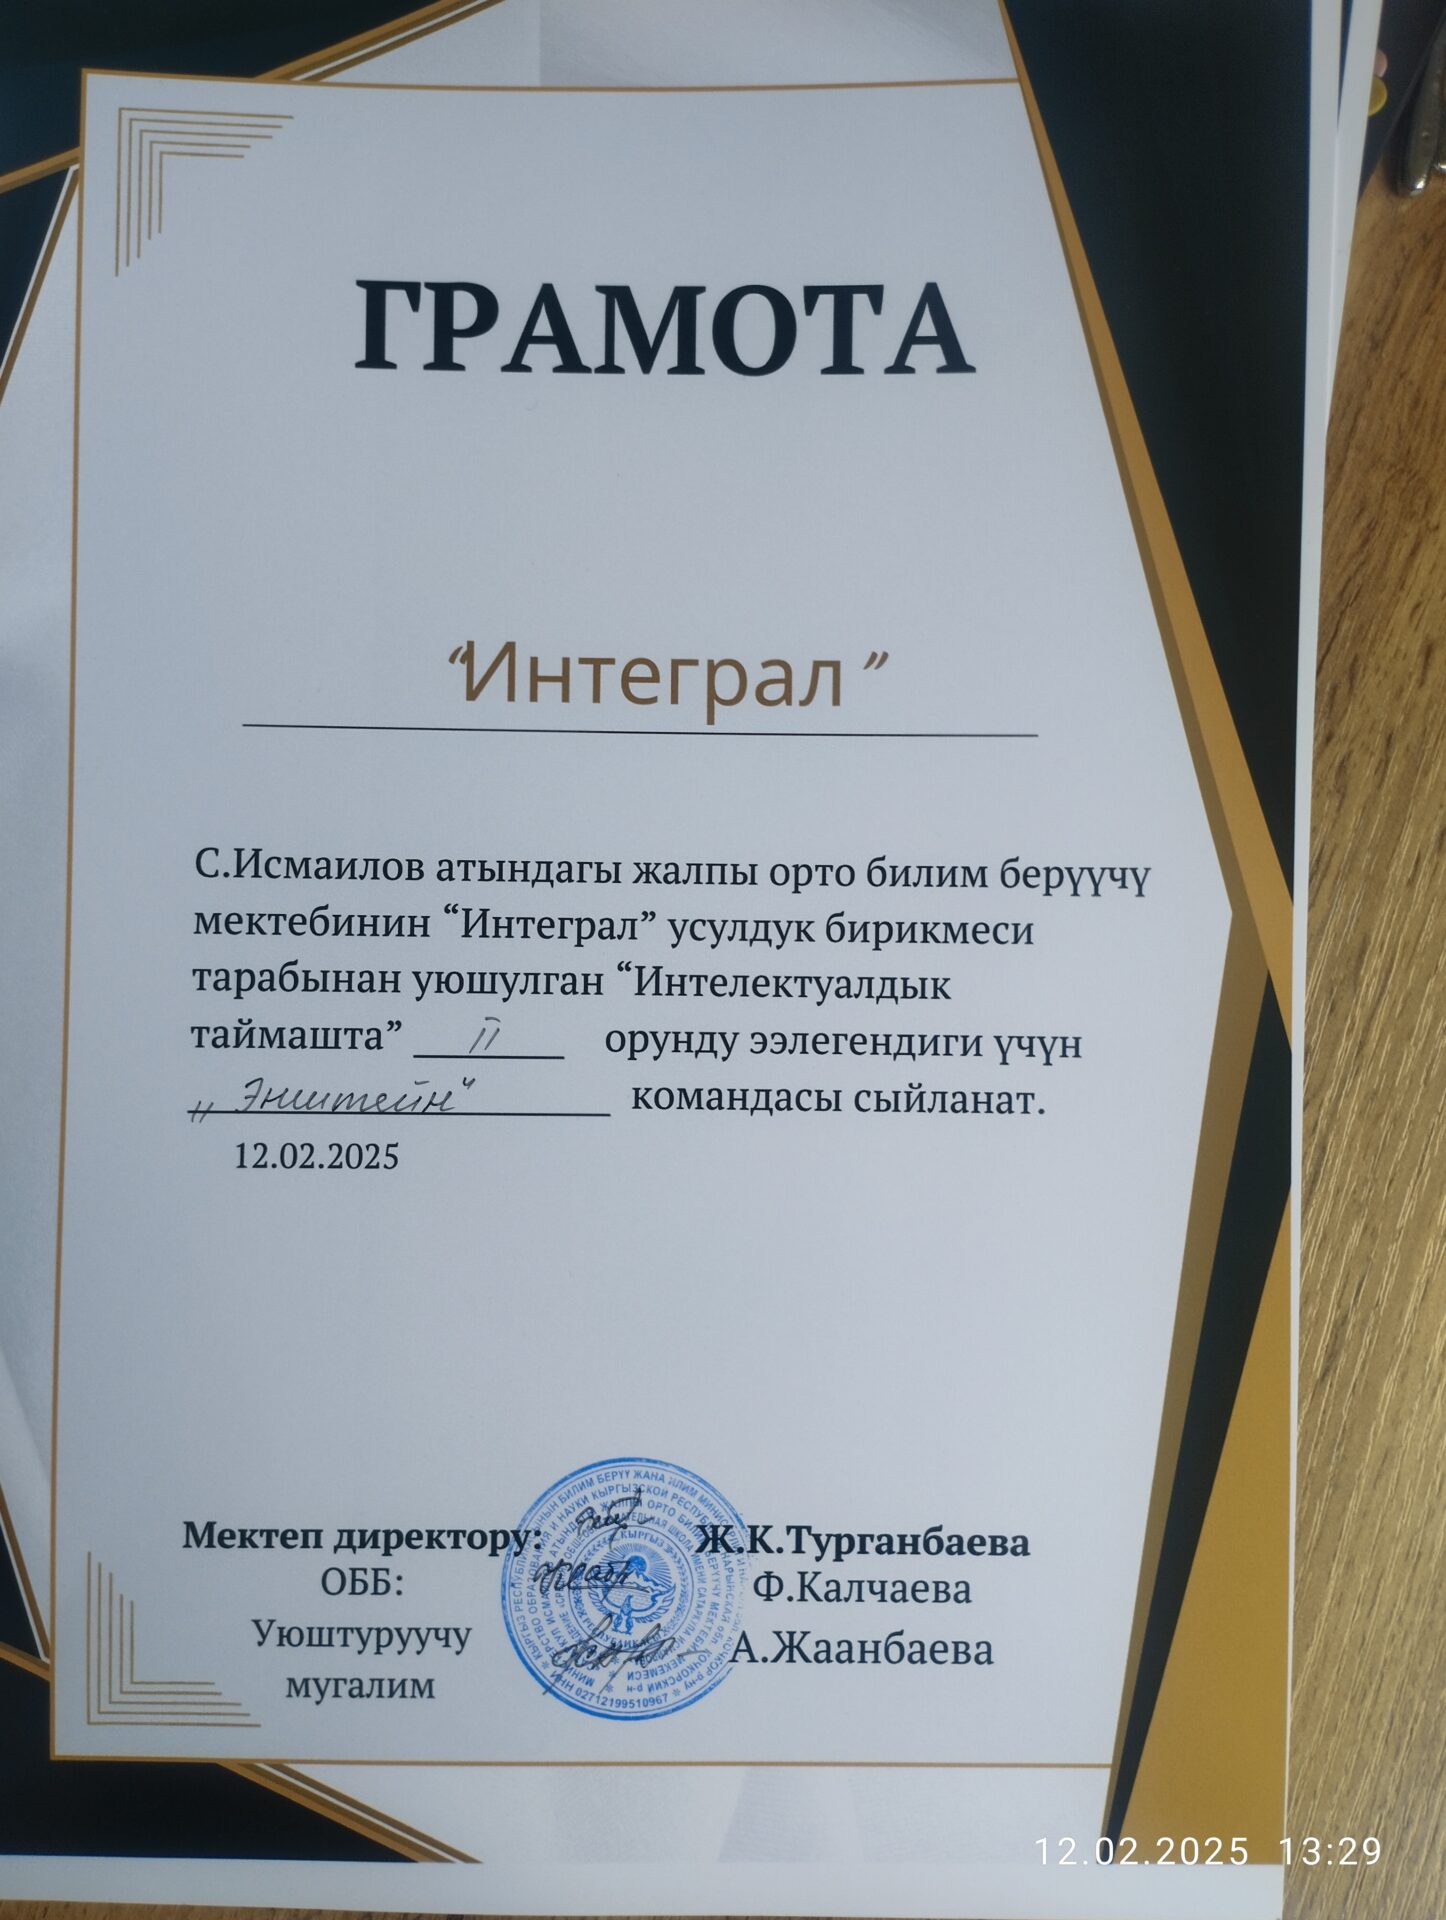 ГРАМОТА
“Интеграл”
С.Исмаилов атындагы жалпы орто билим берүүчү
мектебинин “Интеграл” усулдук бирикмеси
тарабынан уюшулган “Интелектуалдык
таймашта” II орунду ээлегендиги үчүн
„Энштейн“ командасы сыйланат.
12.02.2025
Мектеп директору: Ж.К.Турганбаева
ОББ: Ф.Калчаева
Уюштуруучу А.Жаанбаева
мугалим
ИНН 02712199510967
12.02.2025 13:29